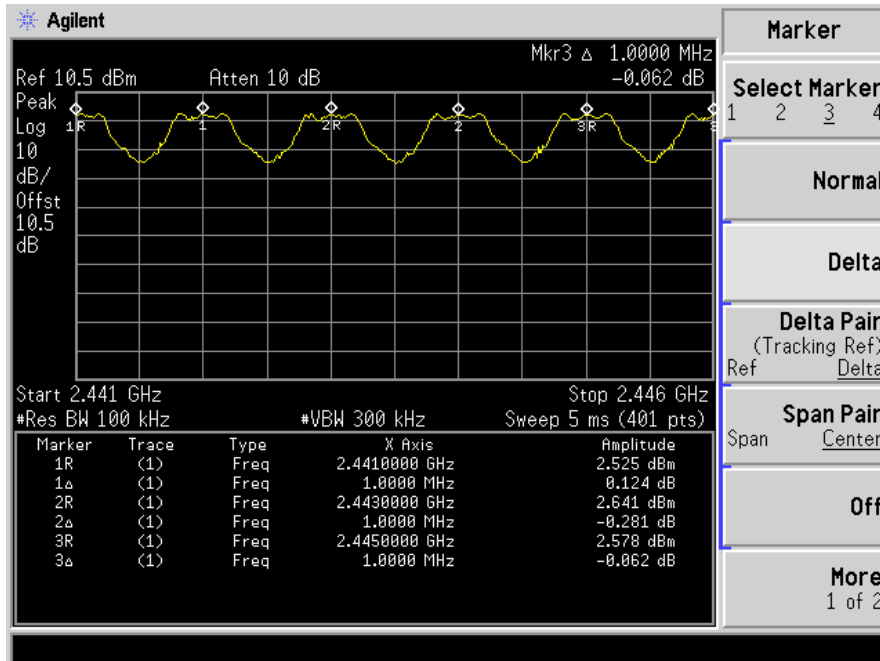 Agilent
Marker
Mkr3 Δ 1.0000 MHz
Ref 10.5 dBm Atten 10 dB -0.062 dB
Peak
Log
10
dB/
Offst
10.5
dB
1R 1 2R 2 3R 3
Start 2.441 GHz Stop 2.446 GHz
#Res BW 100 kHz #VBW 300 kHz Sweep 5 ms (401 pts)
Marker Trace Type X Axis Amplitude
1R (1) Freq 2.4410000 GHz 2.525 dBm
1Δ (1) Freq 1.0000 MHz 0.124 dB
2R (1) Freq 2.4430000 GHz 2.641 dBm
2Δ (1) Freq 1.0000 MHz -0.281 dB
3R (1) Freq 2.4450000 GHz 2.578 dBm
3Δ (1) Freq 1.0000 MHz -0.062 dB
Select Marker
1 2 3 4
Normal
Delta
Delta Pair
(Tracking Ref)
Ref Delta
Span Pair
Span Center
Off
More
1 of 2